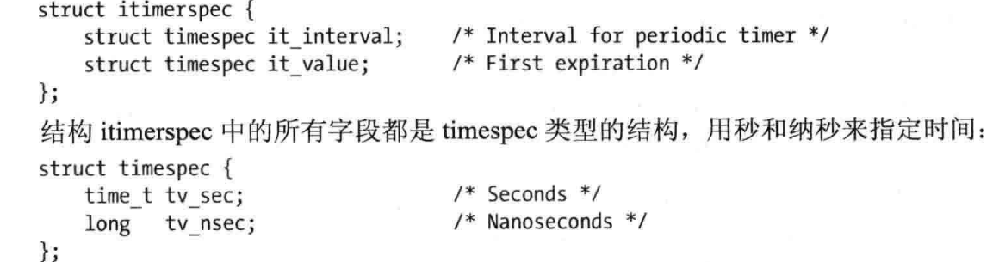 struct itimerspec {
    struct timespec it_interval;    /* Interval for periodic timer */
    struct timespec it_value;       /* First expiration */
};
结构 itimerspec 中的所有字段都是 timespec 类型的结构，用秒和纳秒来指定时间：
struct timespec {
    time_t tv_sec;                  /* Seconds */
    long   tv_nsec;                 /* Nanoseconds */
};